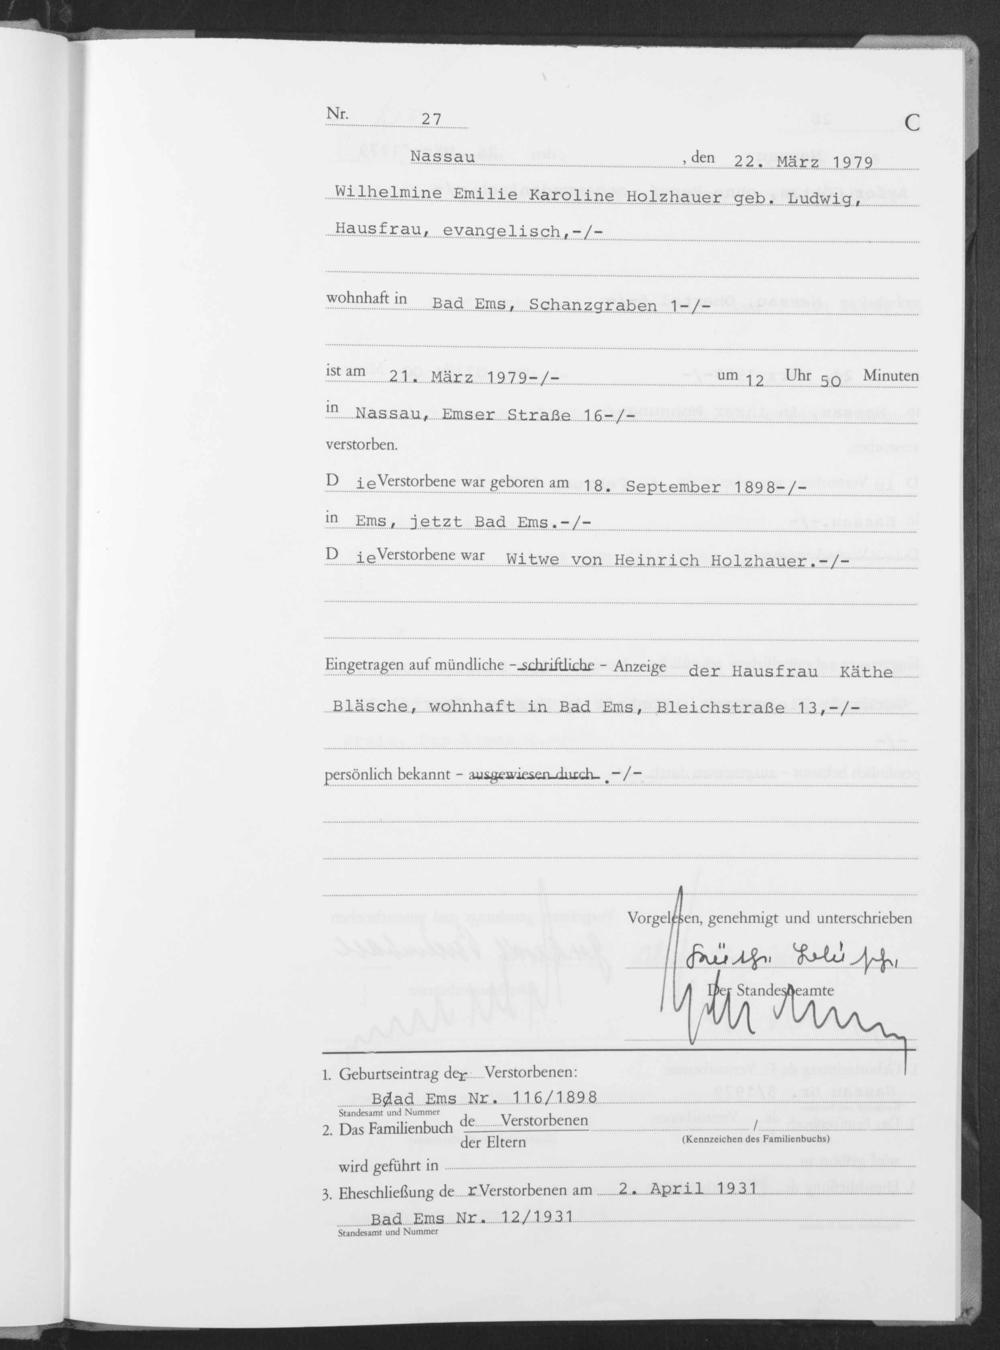 Nr. 27 C
Nassau , den 22. März 1979
Wilhelmine Emilie Karoline Holzhauer geb. Ludwig,
Hausfrau, evangelisch,-/-
wohnhaft in Bad Ems, Schanzgraben 1-/-
ist am 21. März 1979-/- um 12 Uhr 50 Minuten
in Nassau, Emser Straße 16-/-
verstorben.
D ie Verstorbene war geboren am 18. September 1898-/-
in Ems, jetzt Bad Ems.-/-
D ie Verstorbene war Witwe von Heinrich Holzhauer.-/-
Eingetragen auf mündliche - schriftliche - Anzeige der Hausfrau Käthe
Bläsche, wohnhaft in Bad Ems, Bleichstraße 13,-/-
persönlich bekannt - ausgewiesen durch .-/-
Vorgelesen, genehmigt und unterschrieben
Der Standesbeamte
1. Geburtseintrag der Verstorbenen:
Bad Ems Nr. 116/1898
Standesamt und Nummer
2. Das Familienbuch de Verstorbenen /
der Eltern (Kennzeichen des Familienbuchs)
wird geführt in
3. Eheschließung de r Verstorbenen am 2. April 1931
Bad Ems Nr. 12/1931
Standesamt und Nummer